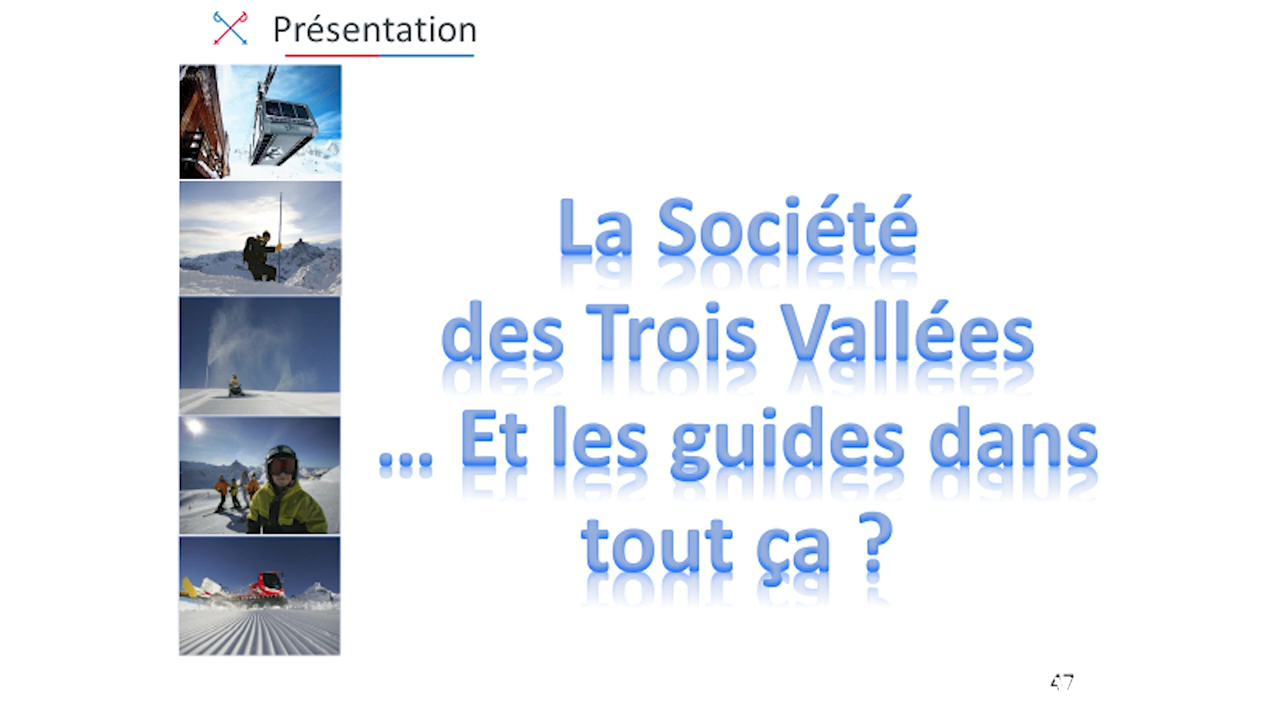 Présentation
La Société
des Trois Vallées
... Et les guides dans
tout ça ?
47